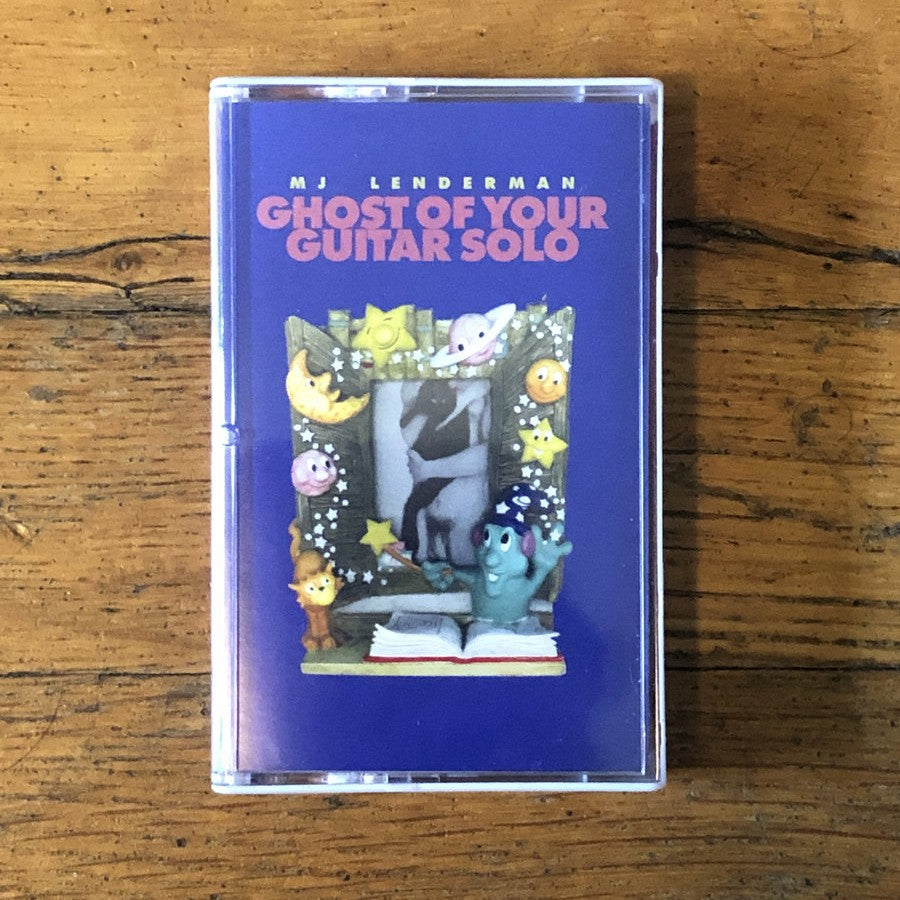 MJ LENDERMAN
GHOST OF YOUR
GUITAR SOLO